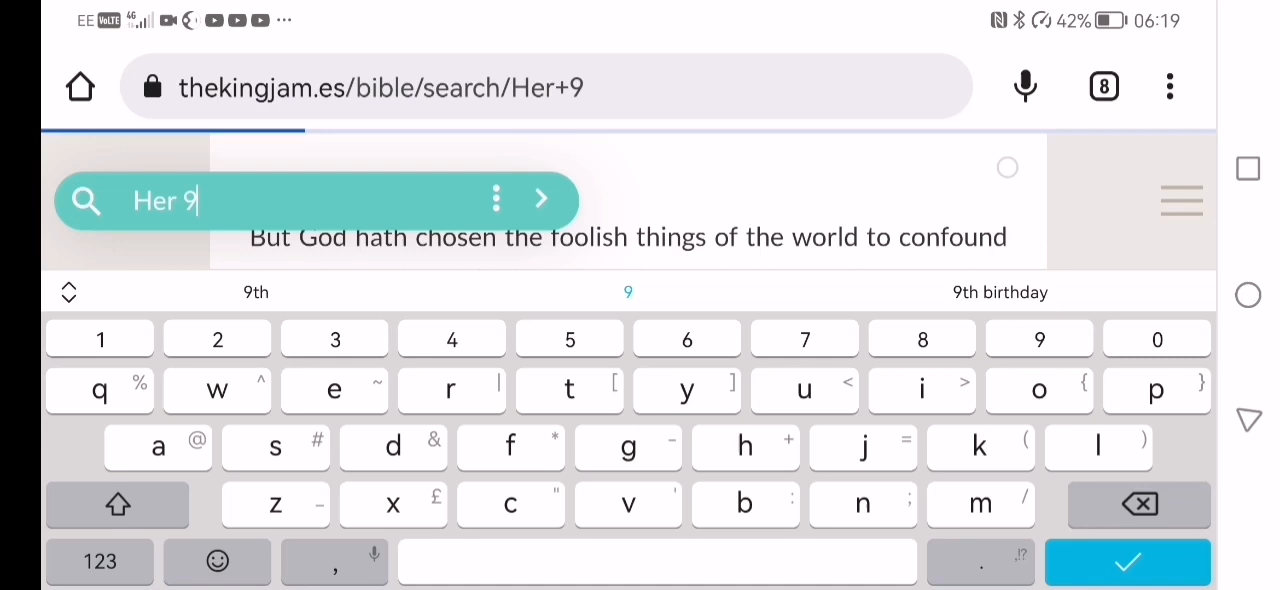 EE VoLTE 4G ... 42% 06:19
thekingjam.es/bible/search/Her+9 8
Her 9
But God hath chosen the foolish things of the world to confound
9th 9 9th birthday
1 2 3 4 5 6 7 8 9 0
q % w ^ e ~ r | t [ y ] u < i > o { p }
a @ s # d & f * g - h + j = k ( l )
z _ x £ c " v ' b : n ; m /
123 , . ,!?